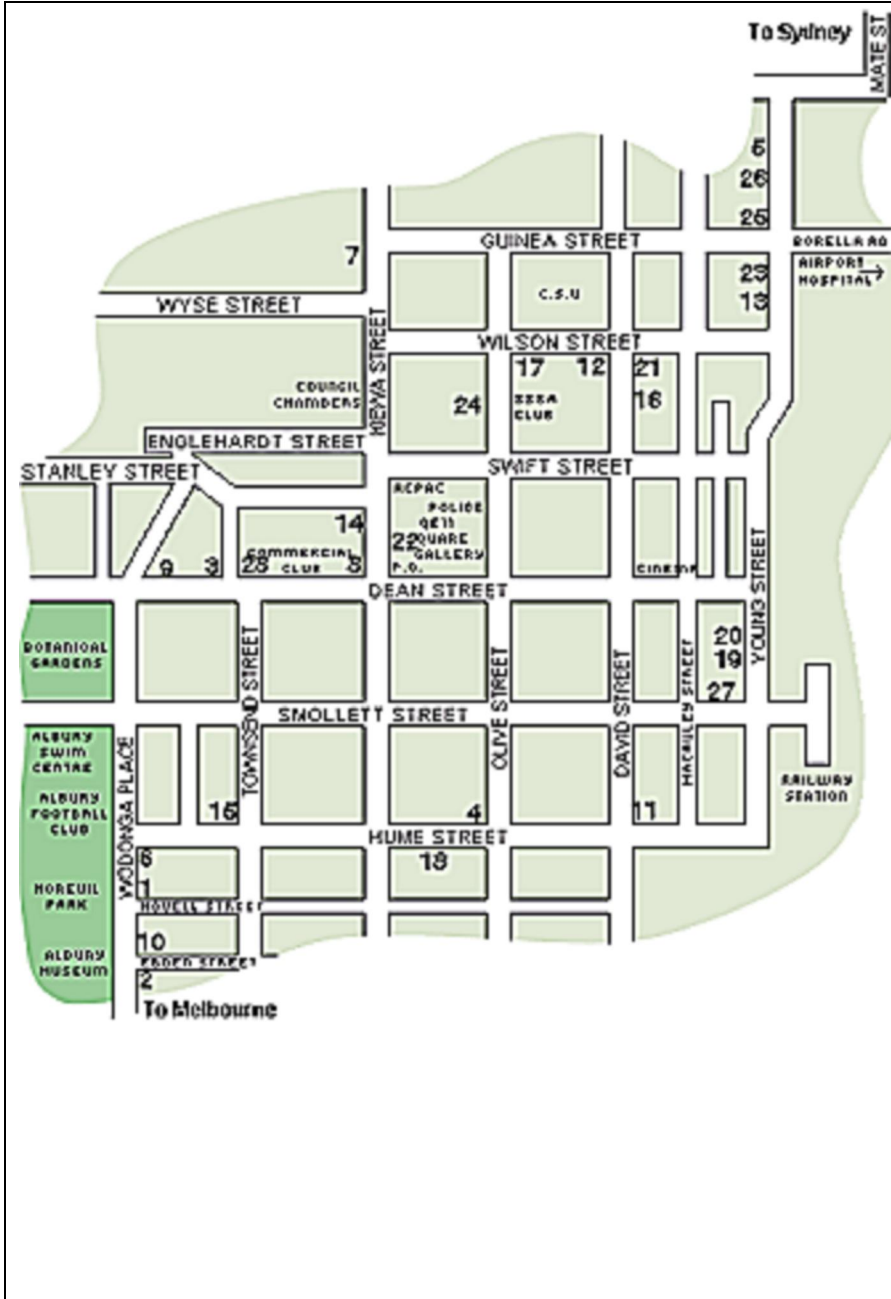 To Sydney
MATE ST
5
26
25
GUINEA STREET
BORELLA RD
7
23
AIRPORT
HOSPITAL
C.S.U
13
WYSE STREET
KIEWA STREET
WILSON STREET
17
12
21
COUNCIL
CHAMBERS
24
CLUB
16
ENGLEHARDT STREET
STANLEY STREET
SWIFT STREET
POLICE
14
22
SQUARE
GALLERY
P.O.
9
3
28
COMMERCIAL
CLUB
8
CINEMA
DEAN STREET
YOUNG STREET
BOTANICAL
GARDENS
20
19
27
TOWNSEND STREET
OLIVE STREET
DAVID STREET
SMOLLETT STREET
ALBURY
SWIM
CENTRE
WODONGA PLACE
RAILWAY
STATION
ALBURY
FOOTBALL
CLUB
15
4
11
HUME STREET
6
18
1
NOREUIL
PARK
HOVELL STREET
10
ALBURY
MUSEUM
2
To Melbourne